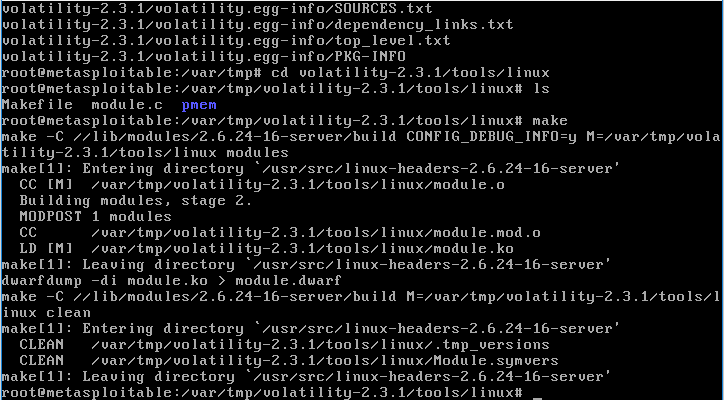 volatility-2.3.1/volatility.egg-info/SOURCES.txt
volatility-2.3.1/volatility.egg-info/dependency_links.txt
volatility-2.3.1/volatility.egg-info/top_level.txt
volatility-2.3.1/volatility.egg-info/PKG-INFO
root@metasploitable:/var/tmp# cd volatility-2.3.1/tools/linux
root@metasploitable:/var/tmp/volatility-2.3.1/tools/linux# ls
Makefile  module.c  pmem
root@metasploitable:/var/tmp/volatility-2.3.1/tools/linux# make
make -C //lib/modules/2.6.24-16-server/build CONFIG_DEBUG_INFO=y M=/var/tmp/vola
tility-2.3.1/tools/linux modules
make[1]: Entering directory `/usr/src/linux-headers-2.6.24-16-server'
  CC [M]  /var/tmp/volatility-2.3.1/tools/linux/module.o
  Building modules, stage 2.
  MODPOST 1 modules
  CC      /var/tmp/volatility-2.3.1/tools/linux/module.mod.o
  LD [M]  /var/tmp/volatility-2.3.1/tools/linux/module.ko
make[1]: Leaving directory `/usr/src/linux-headers-2.6.24-16-server'
dwarfdump -di module.ko > module.dwarf
make -C //lib/modules/2.6.24-16-server/build M=/var/tmp/volatility-2.3.1/tools/l
inux clean
make[1]: Entering directory `/usr/src/linux-headers-2.6.24-16-server'
  CLEAN   /var/tmp/volatility-2.3.1/tools/linux/.tmp_versions
  CLEAN   /var/tmp/volatility-2.3.1/tools/linux/Module.symvers
make[1]: Leaving directory `/usr/src/linux-headers-2.6.24-16-server'
root@metasploitable:/var/tmp/volatility-2.3.1/tools/linux# _